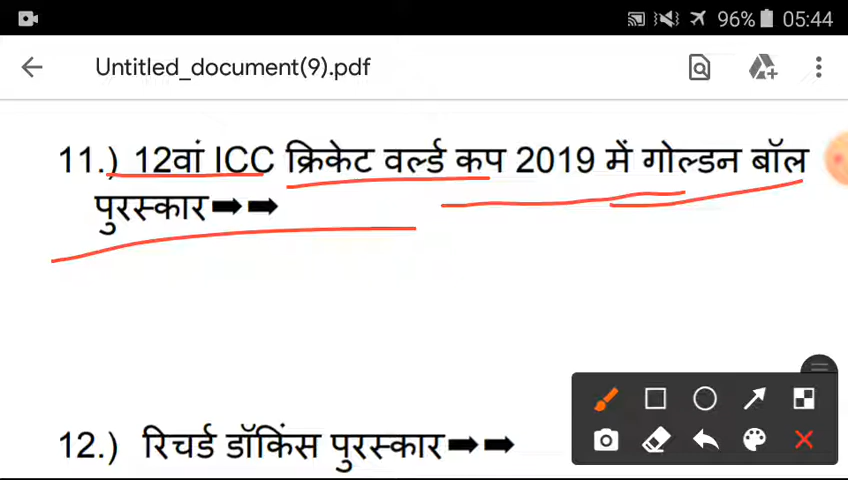 96% 05:44
Untitled_document(9).pdf
11.) 12वां ICC क्रिकेट वर्ल्ड कप 2019 में गोल्डन बॉल
पुरस्कार➡➡
12.) रिचर्ड डॉकिंस पुरस्कार➡➡